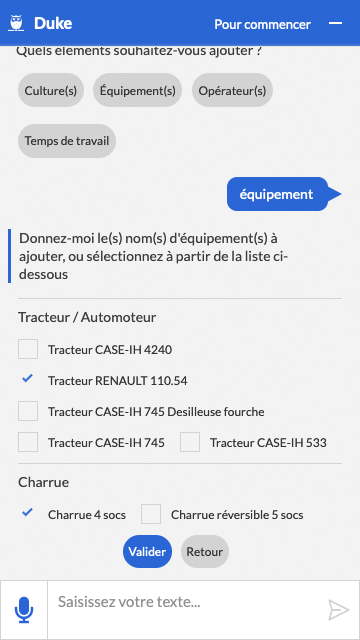 Duke
Pour commencer
Quels éléments souhaitez-vous ajouter ?
Culture(s)
Équipement(s)
Opérateur(s)
Temps de travail
équipement
Donnez-moi le(s) nom(s) d'équipement(s) à
ajouter, ou sélectionnez à partir de la liste ci-
dessous
Tracteur / Automoteur
Tracteur CASE-IH 4240
Tracteur RENAULT 110.54
Tracteur CASE-IH 745 Desilleuse fourche
Tracteur CASE-IH 745
Tracteur CASE-IH 533
Charrue
Charrue 4 socs
Charrue réversible 5 socs
Valider
Retour
Saisissez votre texte...